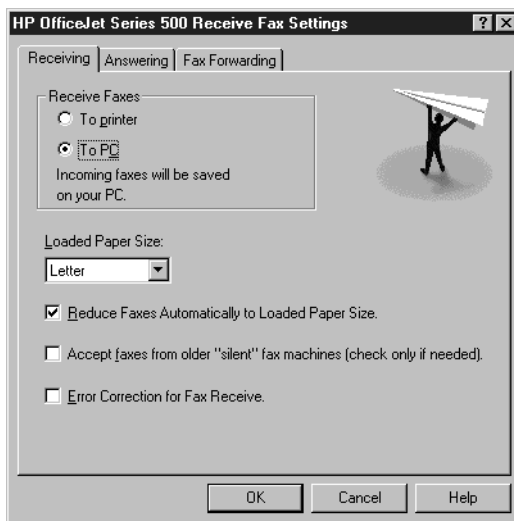 HP OfficeJet Series 500 Receive Fax Settings
Receiving Answering Fax Forwarding
Receive Faxes
To printer
To PC
Incoming faxes will be saved
on your PC.
Loaded Paper Size:
Letter
Reduce Faxes Automatically to Loaded Paper Size.
Accept faxes from older "silent" fax machines (check only if needed).
Error Correction for Fax Receive.
OK Cancel Help